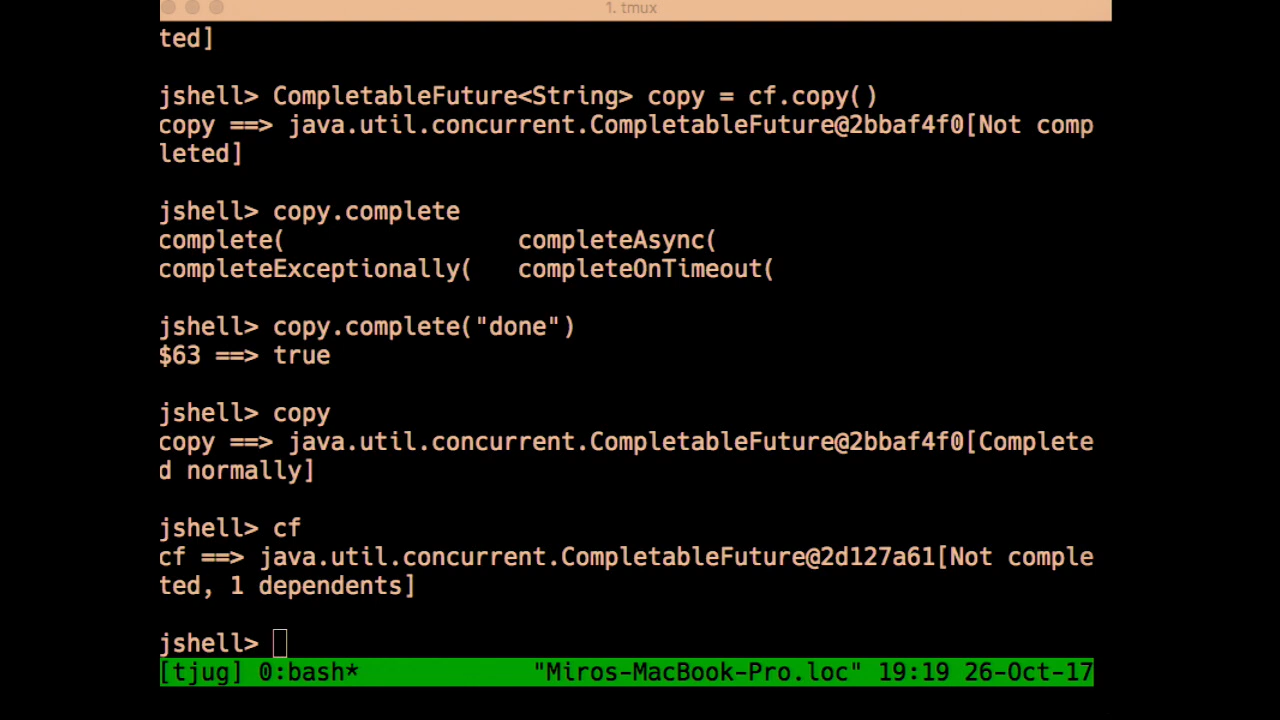 1. tmux
ted]
jshell> CompletableFuture<String> copy = cf.copy()
copy ==> java.util.concurrent.CompletableFuture@2bbaf4f0[Not comp
leted]
jshell> copy.complete
complete(                completeAsync(
completeExceptionally(   completeOnTimeout(
jshell> copy.complete("done")
$63 ==> true
jshell> copy
copy ==> java.util.concurrent.CompletableFuture@2bbaf4f0[Complete
d normally]
jshell> cf
cf ==> java.util.concurrent.CompletableFuture@2d127a61[Not comple
ted, 1 dependents]
jshell>
[tjug] 0:bash*            "Miros-MacBook-Pro.loc" 19:19 26-Oct-17